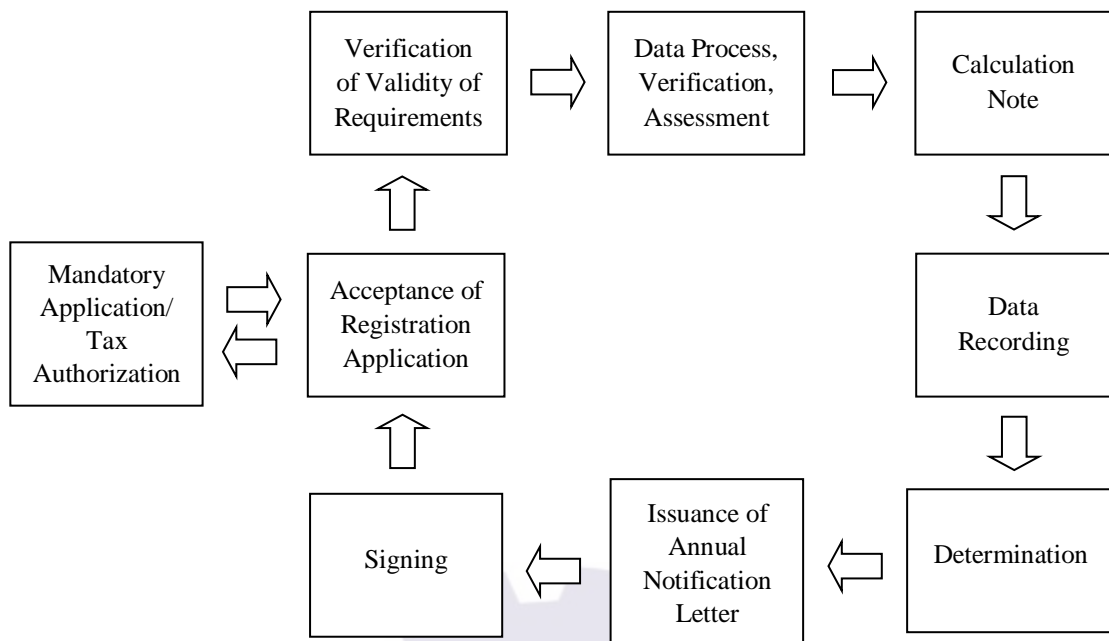 Verification
of Validity of
Requirements
Data Process,
Verification,
Assessment
Calculation
Note
Mandatory
Application/
Tax
Authorization
Acceptance of
Registration
Application
Data
Recording
Signing
Issuance of
Annual
Notification
Letter
Determination